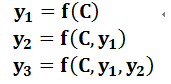 y₁ = f(C)
y₂ = f(C, y₁)
y₃ = f(C, y₁, y₂)